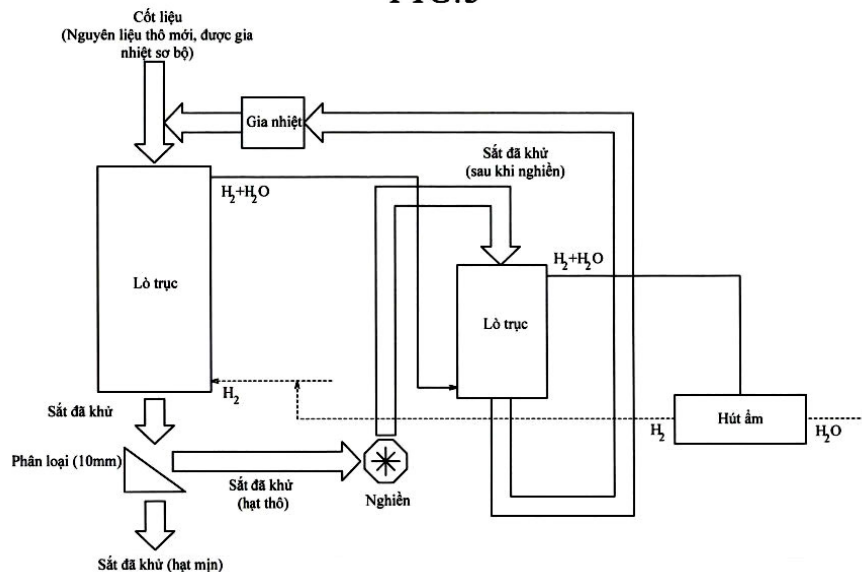 Cốt liệu
(Nguyên liệu thô mới, được gia
nhiệt sơ bộ)
Gia nhiệt
Sắt đã khử
(sau khi nghiền)
H₂+H₂O
H₂+H₂O
Lò trục
Lò trục
H₂
Sắt đã khử
Hút ẩm
H₂
H₂O
Phân loại (10mm)
Sắt đã khử
(hạt thô)
Nghiền
Sắt đã khử (hạt mịn)